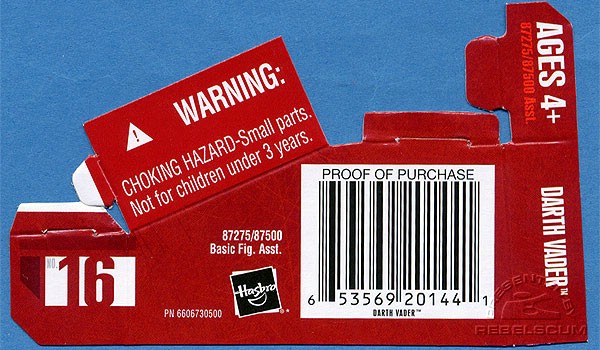 WARNING:
CHOKING HAZARD-Small parts.
Not for children under 3 years.
AGES 4+
87275/87500 Asst.
DARTH VADER™
NO. 16
87275/87500
Basic Fig. Asst.
Hasbro
®*
PN 6606730500
PROOF OF PURCHASE
6 53569 20144 1
DARTH VADER™
PRESENTED BY
REBELSCUM